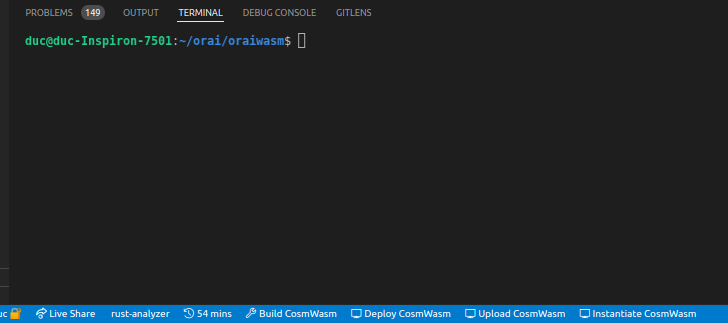 PROBLEMS 149 OUTPUT TERMINAL DEBUG CONSOLE GITLENS
duc@duc-Inspiron-7501:~/orai/oraiwasm$
uc Live Share rust-analyzer 54 mins Build CosmWasm Deploy CosmWasm Upload CosmWasm Instantiate CosmWasm